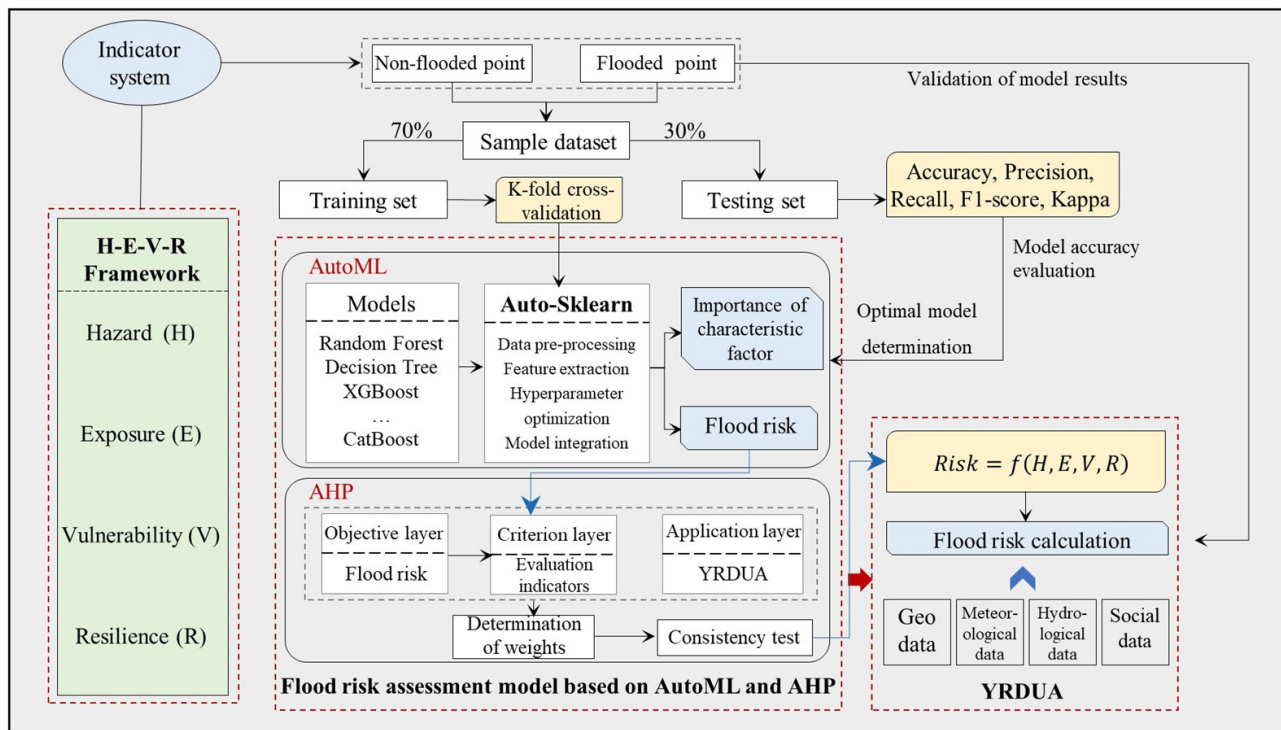 Indicator
system
Non-flooded point
Flooded point
Validation of model results
70%
Sample dataset
30%
Training set
K-fold cross-
validation
Testing set
Accuracy, Precision,
Recall, F1-score, Kappa
Model accuracy
evaluation
Optimal model
determination
H-E-V-R
Framework
Hazard (H)
Exposure (E)
Vulnerability (V)
Resilience (R)
AutoML
Models
Random Forest
Decision Tree
XGBoost
...
CatBoost
Auto-Sklearn
Data pre-processing
Feature extraction
Hyperparameter
optimization
Model integration
Importance of
characteristic
factor
Flood risk
AHP
Objective layer
Flood risk
Criterion layer
Evaluation
indicators
Application layer
YRDUA
Determination
of weights
Consistency test
Flood risk assessment model based on AutoML and AHP
Risk = f(H, E, V, R)
Flood risk calculation
Geo
data
Meteor-
ological
data
Hydro-
logical
data
Social
data
YRDUA